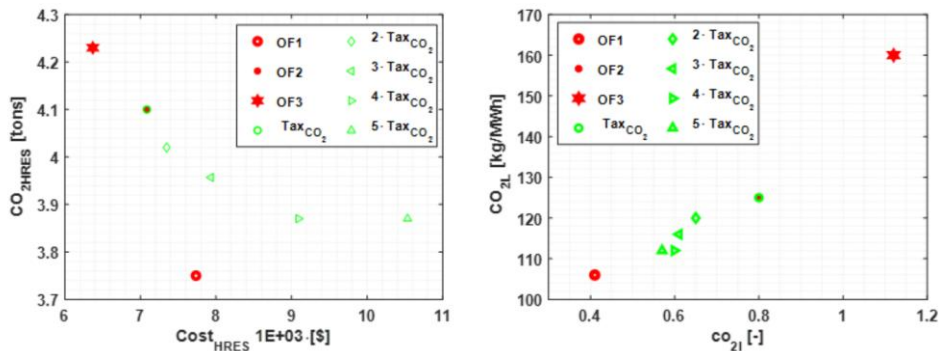 4.3
4.2
4.1
4
3.9
3.8
3.7
CO2HRES [tons]
6 7 8 9 10 11
CostHRES 1E+03·[$]
OF1
OF2
OF3
TaxCO2
2· TaxCO2
3· TaxCO2
4· TaxCO2
5· TaxCO2
170
160
150
140
130
120
110
100
CO2L [kg/MWh]
0.4 0.6 0.8 1 1.2
co2I [-]
OF1
OF2
OF3
TaxCO2
2· TaxCO2
3· TaxCO2
4· TaxCO2
5· TaxCO2